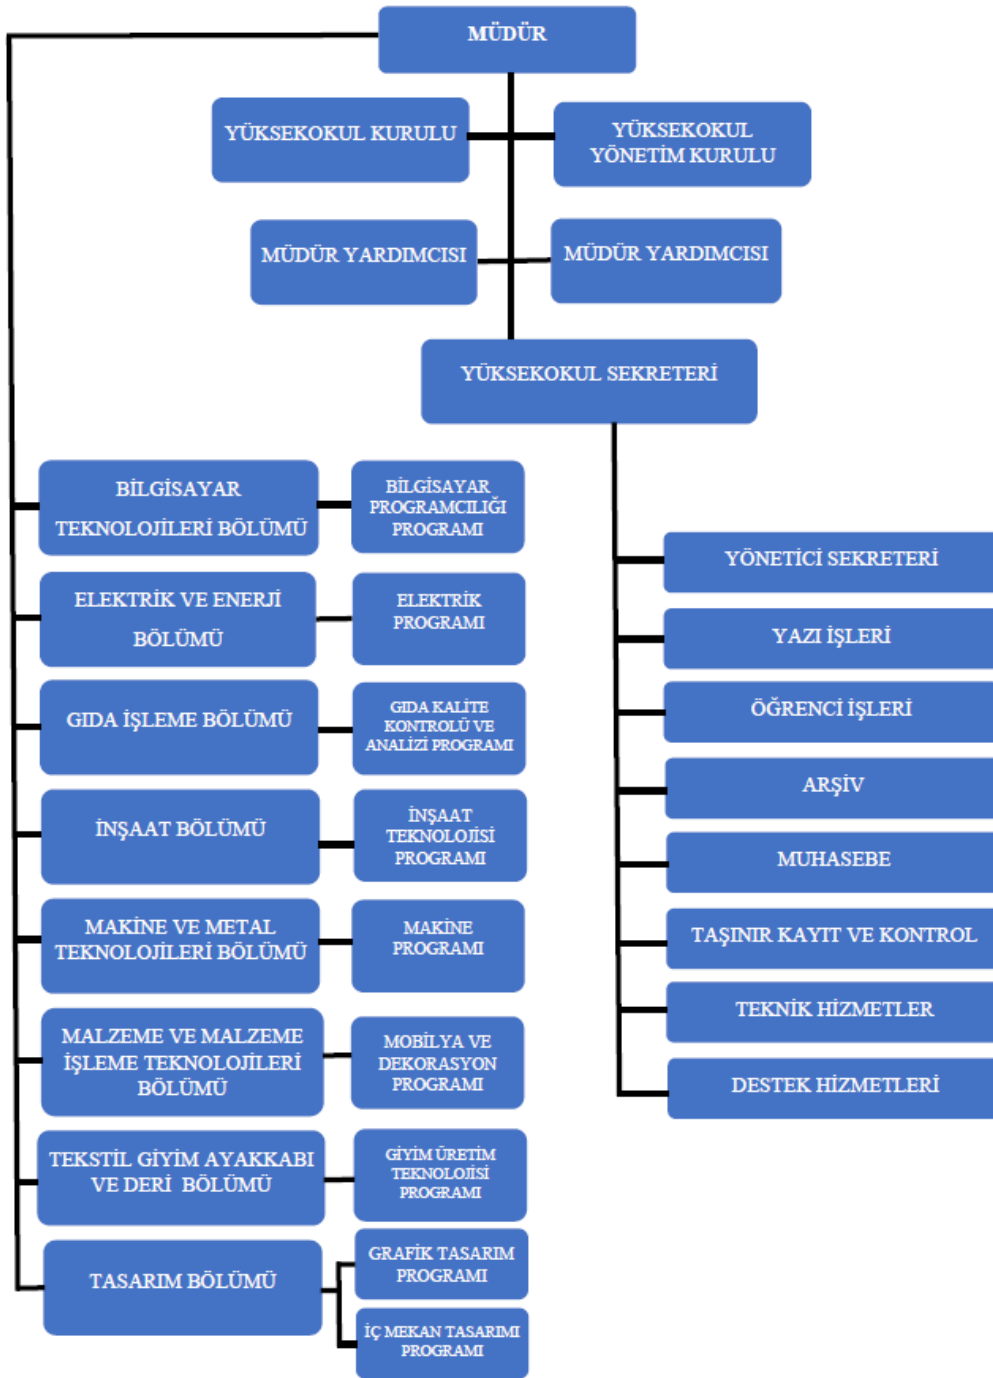 MÜDÜR
YÜKSEKOKUL KURULU
YÜKSEKOKUL
YÖNETİM KURULU
MÜDÜR YARDIMCISI
MÜDÜR YARDIMCISI
YÜKSEKOKUL SEKRETERİ
BİLGİSAYAR
TEKNOLOJİLERİ BÖLÜMÜ
BİLGİSAYAR
PROGRAMCILIĞI
PROGRAMI
ELEKTRİK VE ENERJİ
BÖLÜMÜ
ELEKTRİK
PROGRAMI
GIDA İŞLEME BÖLÜMÜ
GIDA KALİTE
KONTROLÜ VE
ANALİZİ PROGRAMI
İNŞAAT BÖLÜMÜ
İNŞAAT
TEKNOLOJİSİ
PROGRAMI
MAKİNE VE METAL
TEKNOLOJİLERİ BÖLÜMÜ
MAKİNE
PROGRAMI
MALZEME VE MALZEME
İŞLEME TEKNOLOJİLERİ
BÖLÜMÜ
MOBİLYA VE
DEKORASYON
PROGRAMI
TEKSTİL GİYİM AYAKKABI
VE DERİ BÖLÜMÜ
GİYİM ÜRETİM
TEKNOLOJİSİ
PROGRAMI
TASARIM BÖLÜMÜ
GRAFİK TASARIM
PROGRAMI
İÇ MEKAN TASARIMI
PROGRAMI
YÖNETİCİ SEKRETERİ
YAZI İŞLERİ
ÖĞRENCİ İŞLERİ
ARŞİV
MUHASEBE
TAŞINIR KAYIT VE KONTROL
TEKNİK HİZMETLER
DESTEK HİZMETLERİ